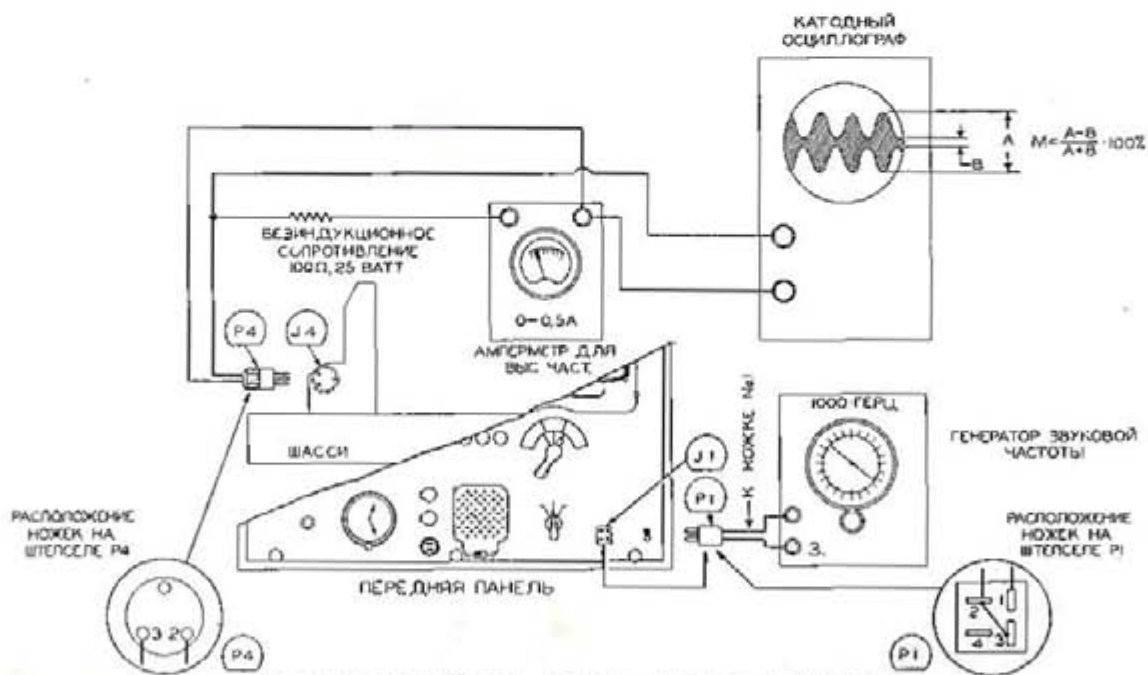 КАТОДНЫЙ
ОСЦИЛЛОГРАФ
A
B
M=A-B/A+B·100%
БЕЗИНДУКЦИОННОЕ
СОПРОТИВЛЕНИЕ
100Ω, 25 ВАТТ
P4
J4
0-0,5А
АМПЕРМЕТР ДЛЯ
ВЫС ЧАСТ.
ШАССИ
К НОЖКЕ №1
1000 ГЕРЦ
ГЕНЕРАТОР ЗВУКОВОЙ
ЧАСТОТЫ
J1
P1
3
3.
РАСПОЛОЖЕНИЕ
НОЖЕК НА
ШТЕПСЕЛЕ P4
РАСПОЛОЖЕНИЕ
НОЖЕК НА
ШТЕПСЕЛЕ P1
ПЕРЕДНЯЯ ПАНЕЛЬ
3 2
P4
2 1
4 3
P1